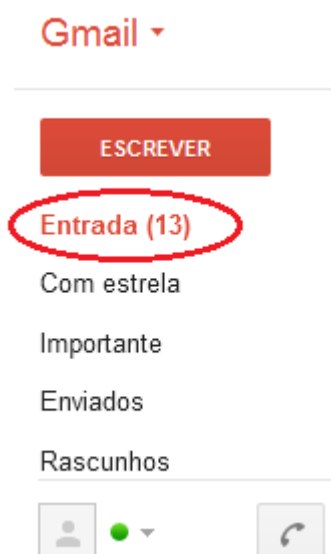 Gmail
ESCREVER
Entrada (13)
Com estrela
Importante
Enviados
Rascunhos